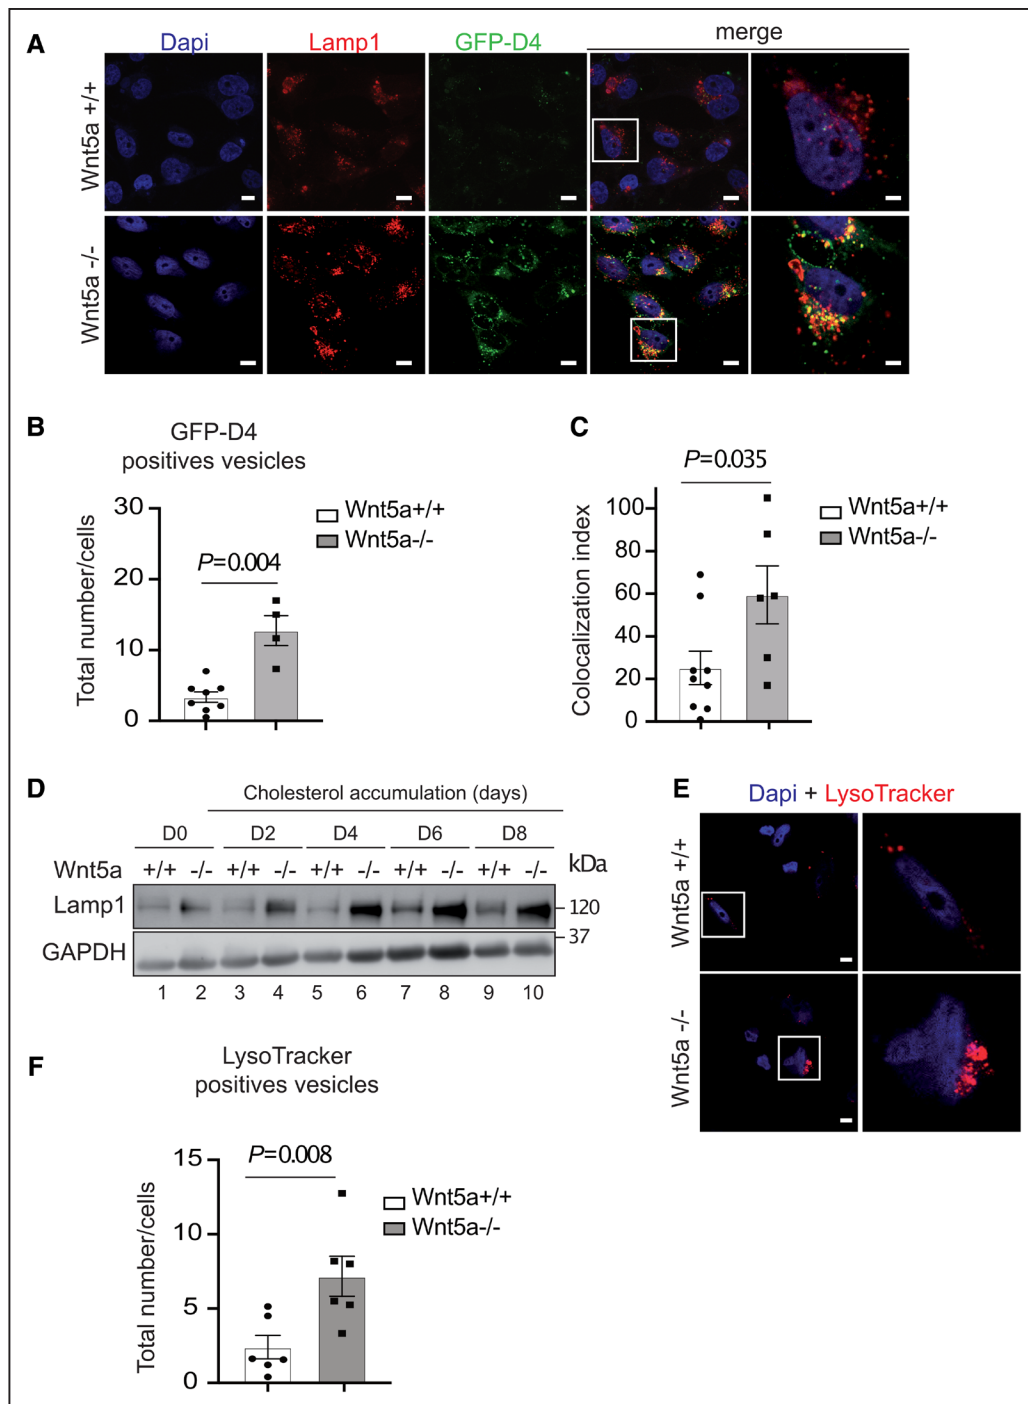 A
Dapi Lamp1 GFP-D4 merge
Wnt5a +/+
Wnt5a -/-
B
GFP-D4
positives vesicles
Total number/cells
30
20
10
0
P=0.004
Wnt5a+/+
Wnt5a-/-
C
P=0.035
Colocalization index
100
80
60
40
20
0
Wnt5a+/+
Wnt5a-/-
D
Cholesterol accumulation (days)
D0 D2 D4 D6 D8
Wnt5a +/+ -/- +/+ -/- +/+ -/- +/+ -/- +/+ -/- kDa
Lamp1 120
37
GAPDH
1 2 3 4 5 6 7 8 9 10
E
Dapi + LysoTracker
Wnt5a +/+
Wnt5a -/-
F
LysoTracker
positives vesicles
Total number/cells
15
10
5
0
P=0.008
Wnt5a+/+
Wnt5a-/-